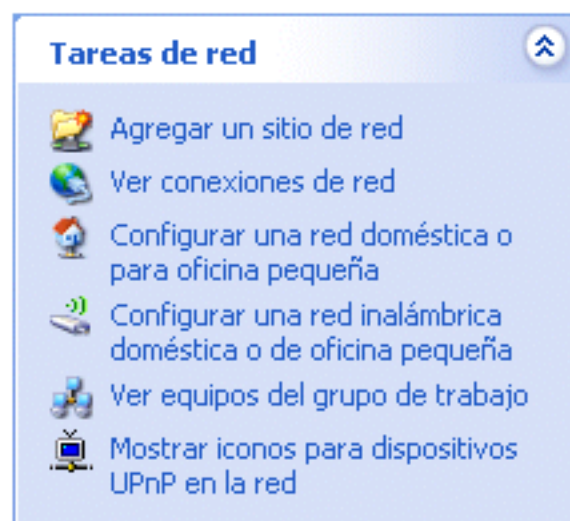 Tareas de red
Agregar un sitio de red
Ver conexiones de red
Configurar una red doméstica o
para oficina pequeña
Configurar una red inalámbrica
doméstica o de oficina pequeña
Ver equipos del grupo de trabajo
Mostrar iconos para dispositivos
UPnP en la red